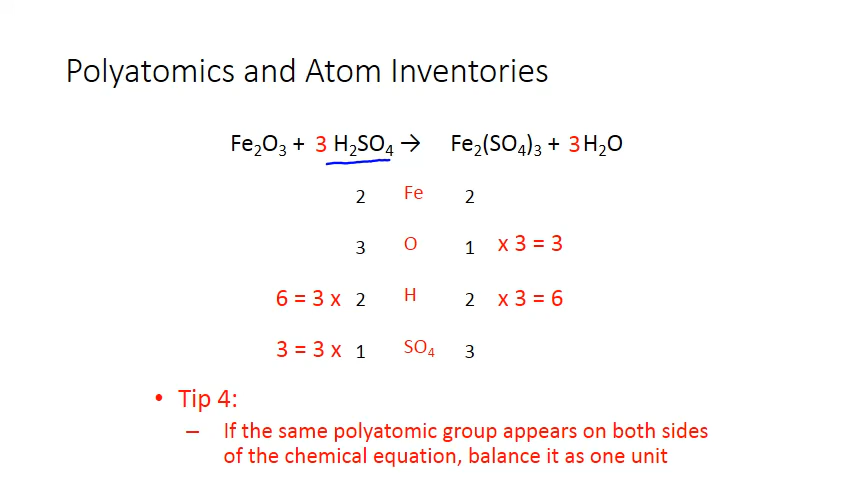 Polyatomics and Atom Inventories
Fe₂O₃ + 3 H₂SO₄ → Fe₂(SO₄)₃ + 3 H₂O
2 Fe 2
3 O 1 x 3 = 3
6 = 3 x 2 H 2 x 3 = 6
3 = 3 x 1 SO₄ 3
• Tip 4:
– If the same polyatomic group appears on both sides
of the chemical equation, balance it as one unit